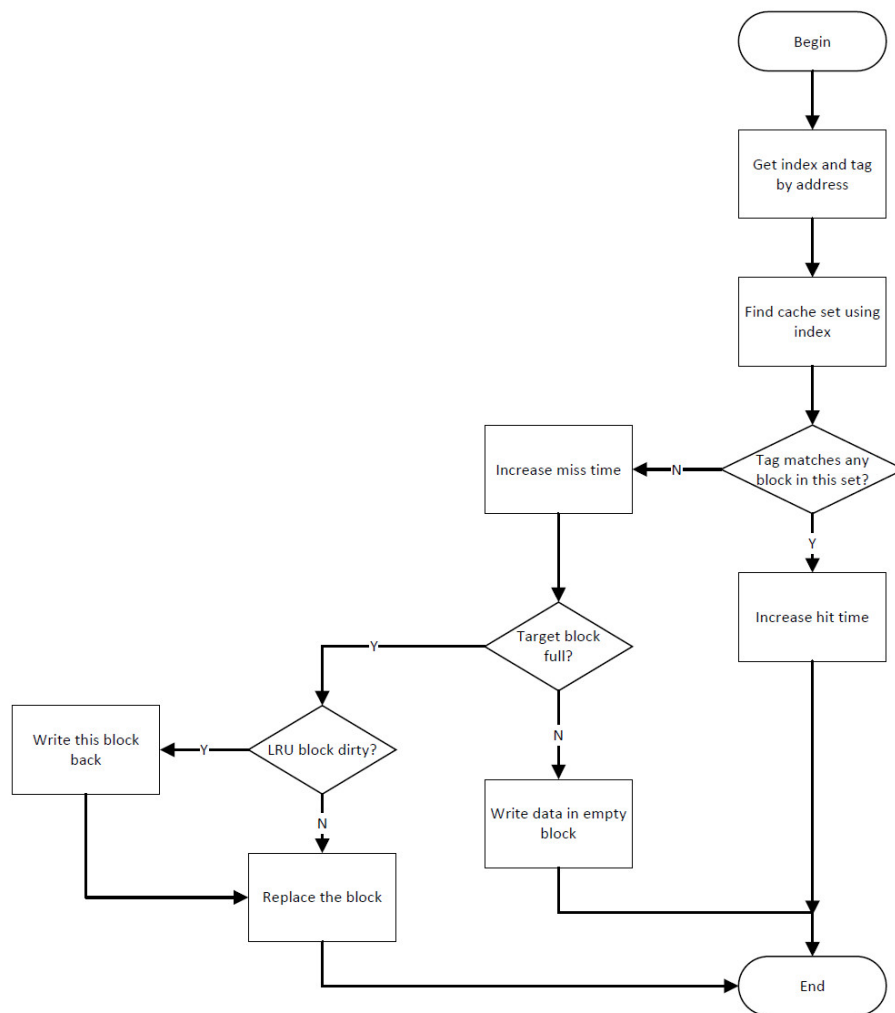 Begin
Get index and tag
by address
Find cache set using
index
Tag matches any
block in this set?
N
Increase miss time
Y
Increase hit time
Target block
full?
Y
LRU block dirty?
Y
Write this block
back
N
N
Write data in empty
block
Replace the block
End